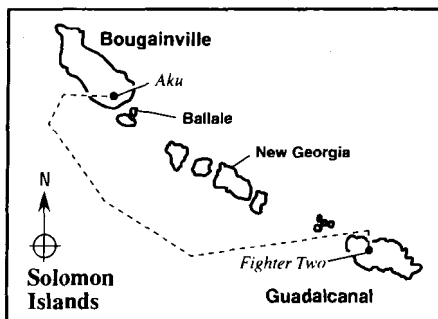 Bougainville
Aku
Ballale
New Georgia
N
Fighter Two
Solomon
Islands
Guadalcanal